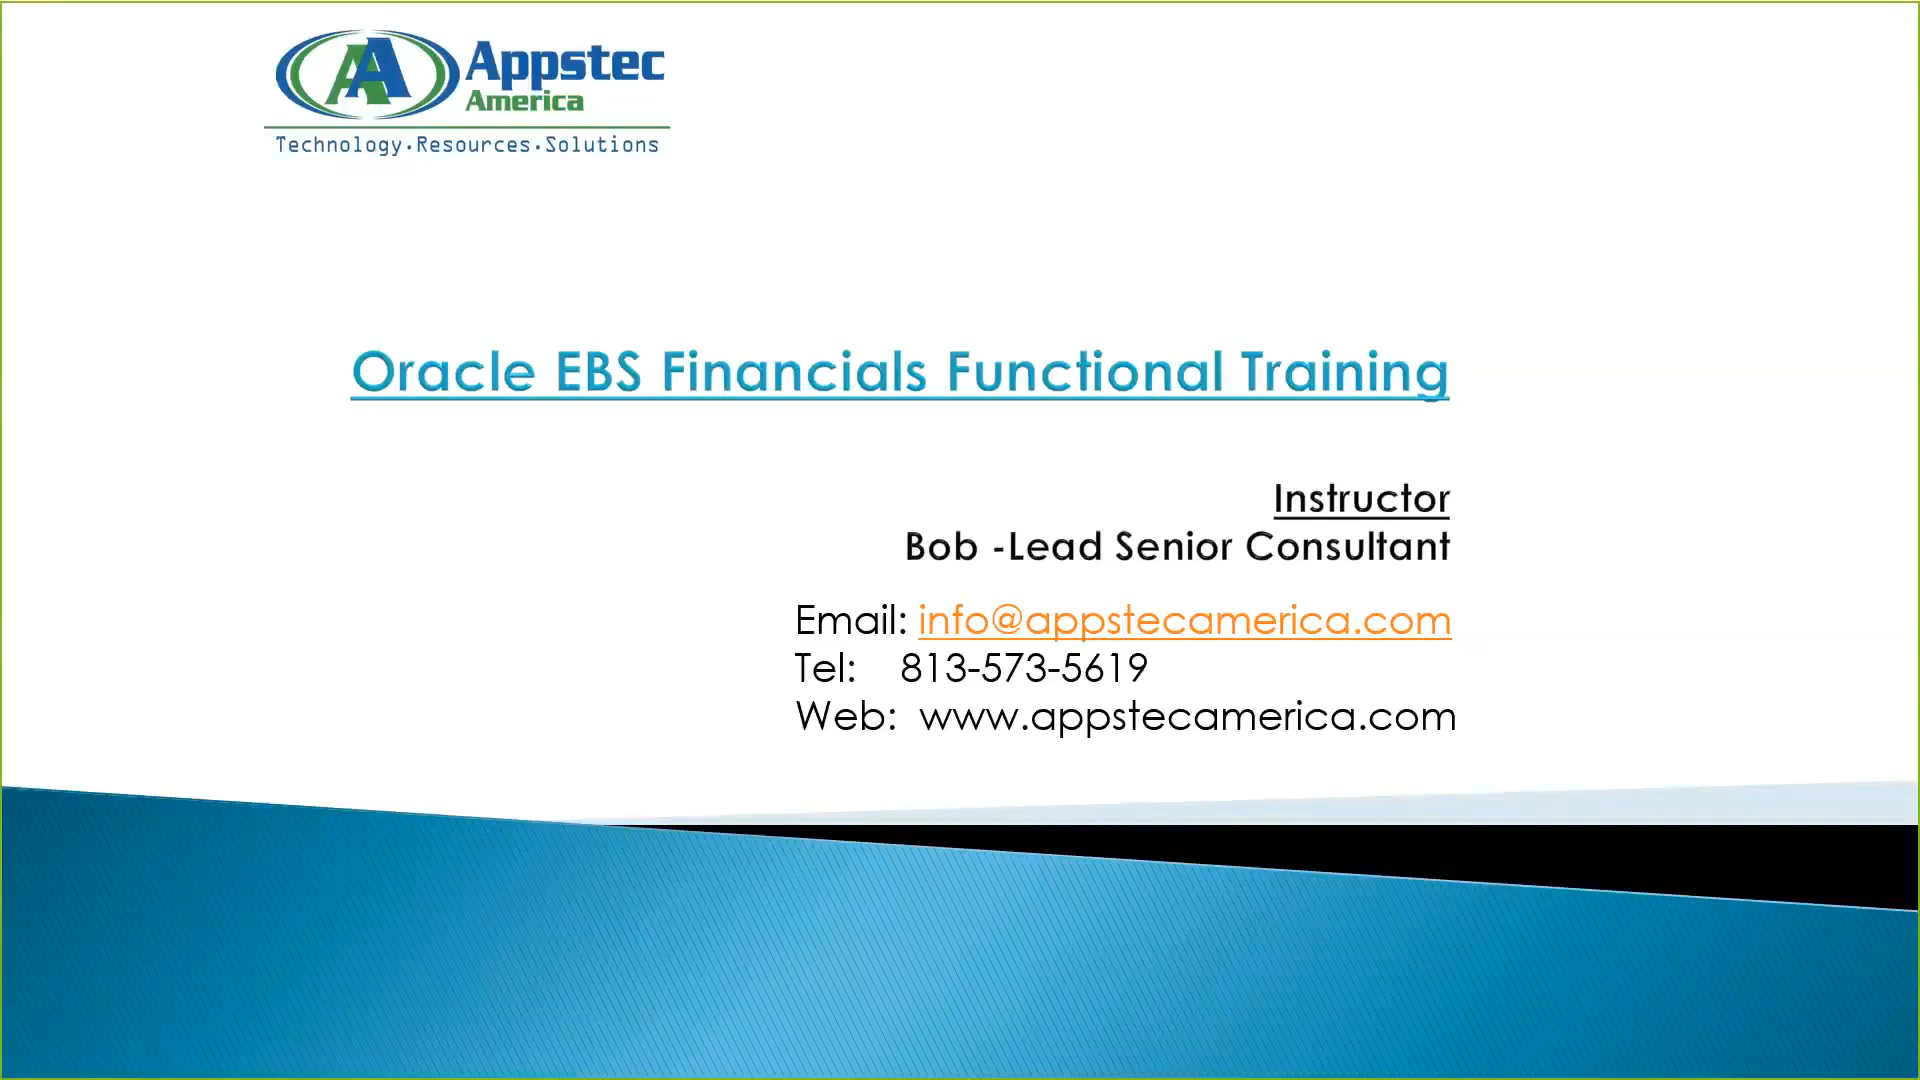 AA Appstec
America
Technology.Resources.Solutions
Oracle EBS Financials Functional Training
Instructor
Bob -Lead Senior Consultant
Email: info@appstecamerica.com
Tel: 813-573-5619
Web: www.appstecamerica.com